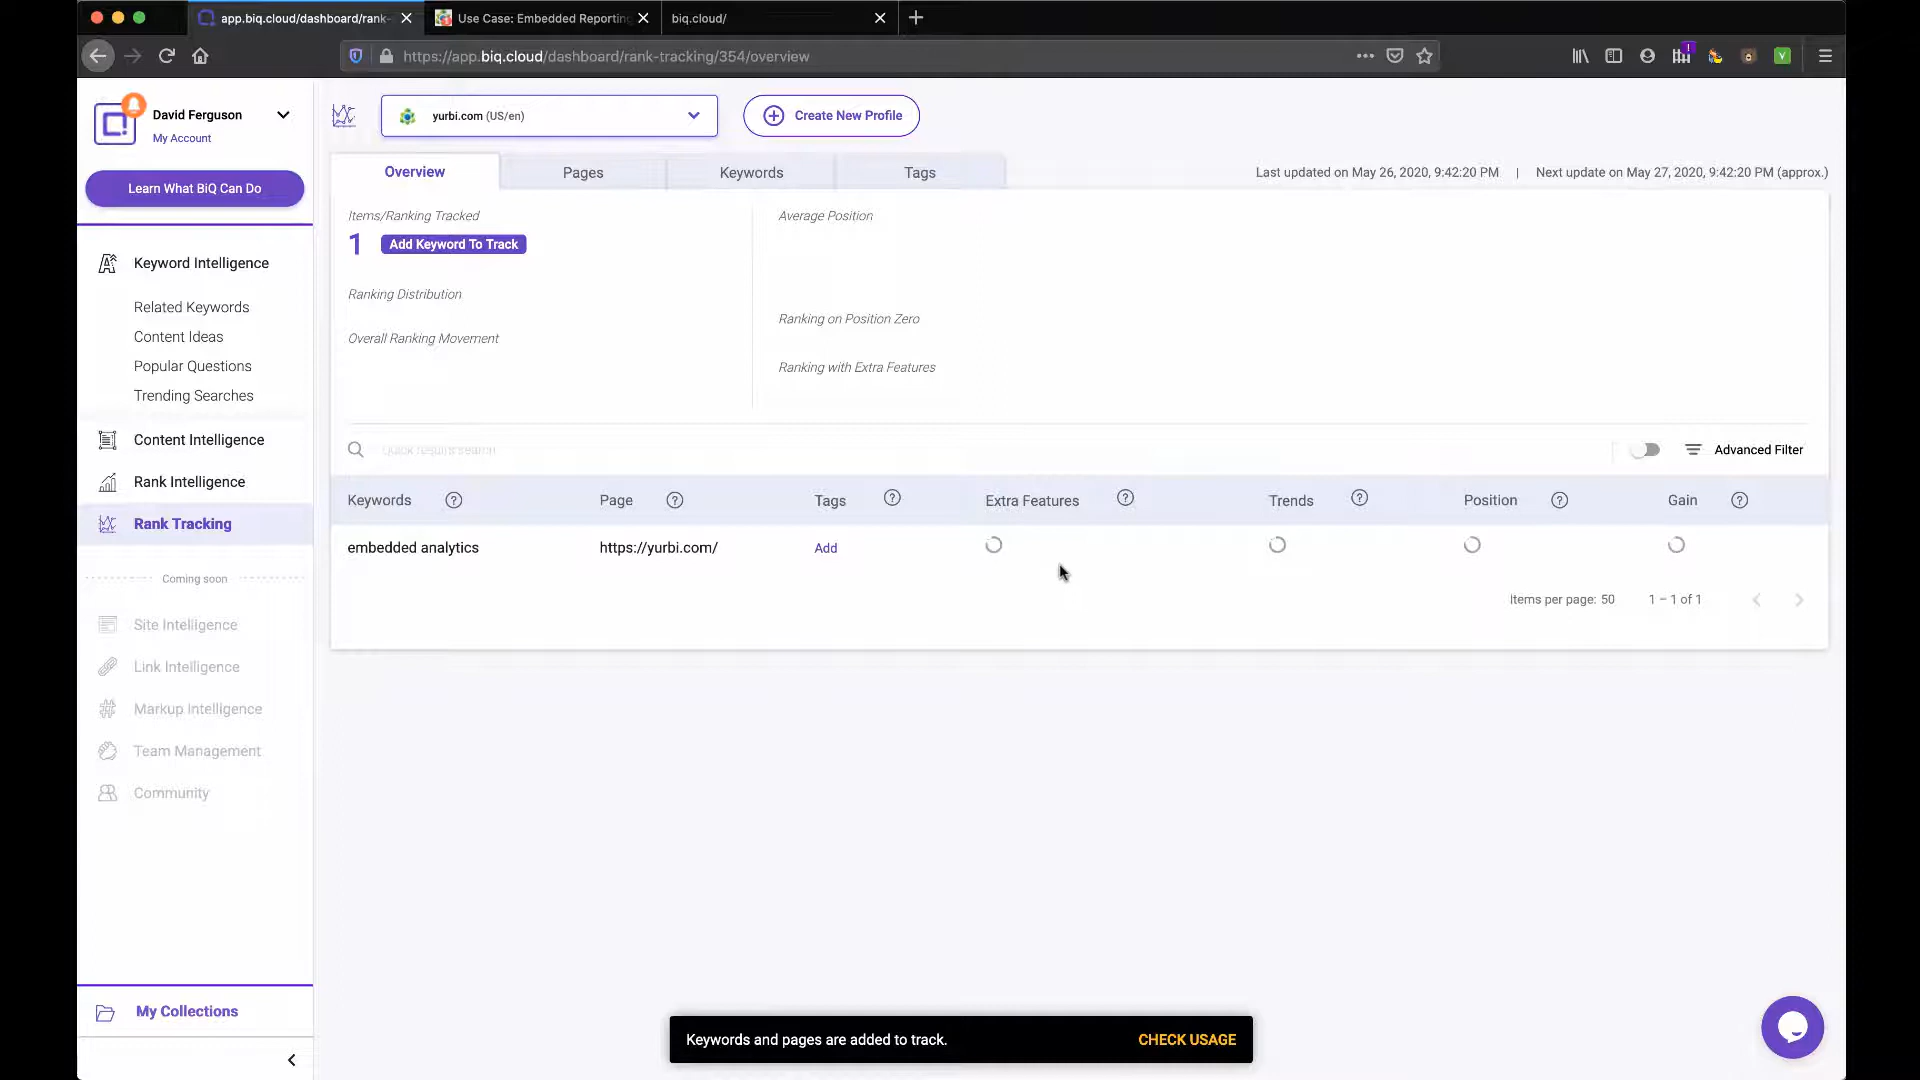 app.biq.cloud/dashboard/rank-
Use Case: Embedded Reporting
biq.cloud/
https://app.biq.cloud/dashboard/rank-tracking/354/overview
David Ferguson
My Account
Learn What BiQ Can Do
Keyword Intelligence
Related Keywords
Content Ideas
Popular Questions
Trending Searches
Content Intelligence
Rank Intelligence
Rank Tracking
Coming soon
Site Intelligence
Link Intelligence
Markup Intelligence
Team Management
Community
My Collections
yurbi.com (US/en)
Create New Profile
Overview
Pages
Keywords
Tags
Last updated on May 26, 2020, 9:42:20 PM | Next update on May 27, 2020, 9:42:20 PM (approx.)
Items/Ranking Tracked
1 Add Keyword To Track
Ranking Distribution
Overall Ranking Movement
Average Position
Ranking on Position Zero
Ranking with Extra Features
Quick results search
Advanced Filter
Keywords ? Page ? Tags ? Extra Features ? Trends ? Position ? Gain ?
embedded analytics https://yurbi.com/ Add
Items per page: 50 1 – 1 of 1
Keywords and pages are added to track. CHECK USAGE